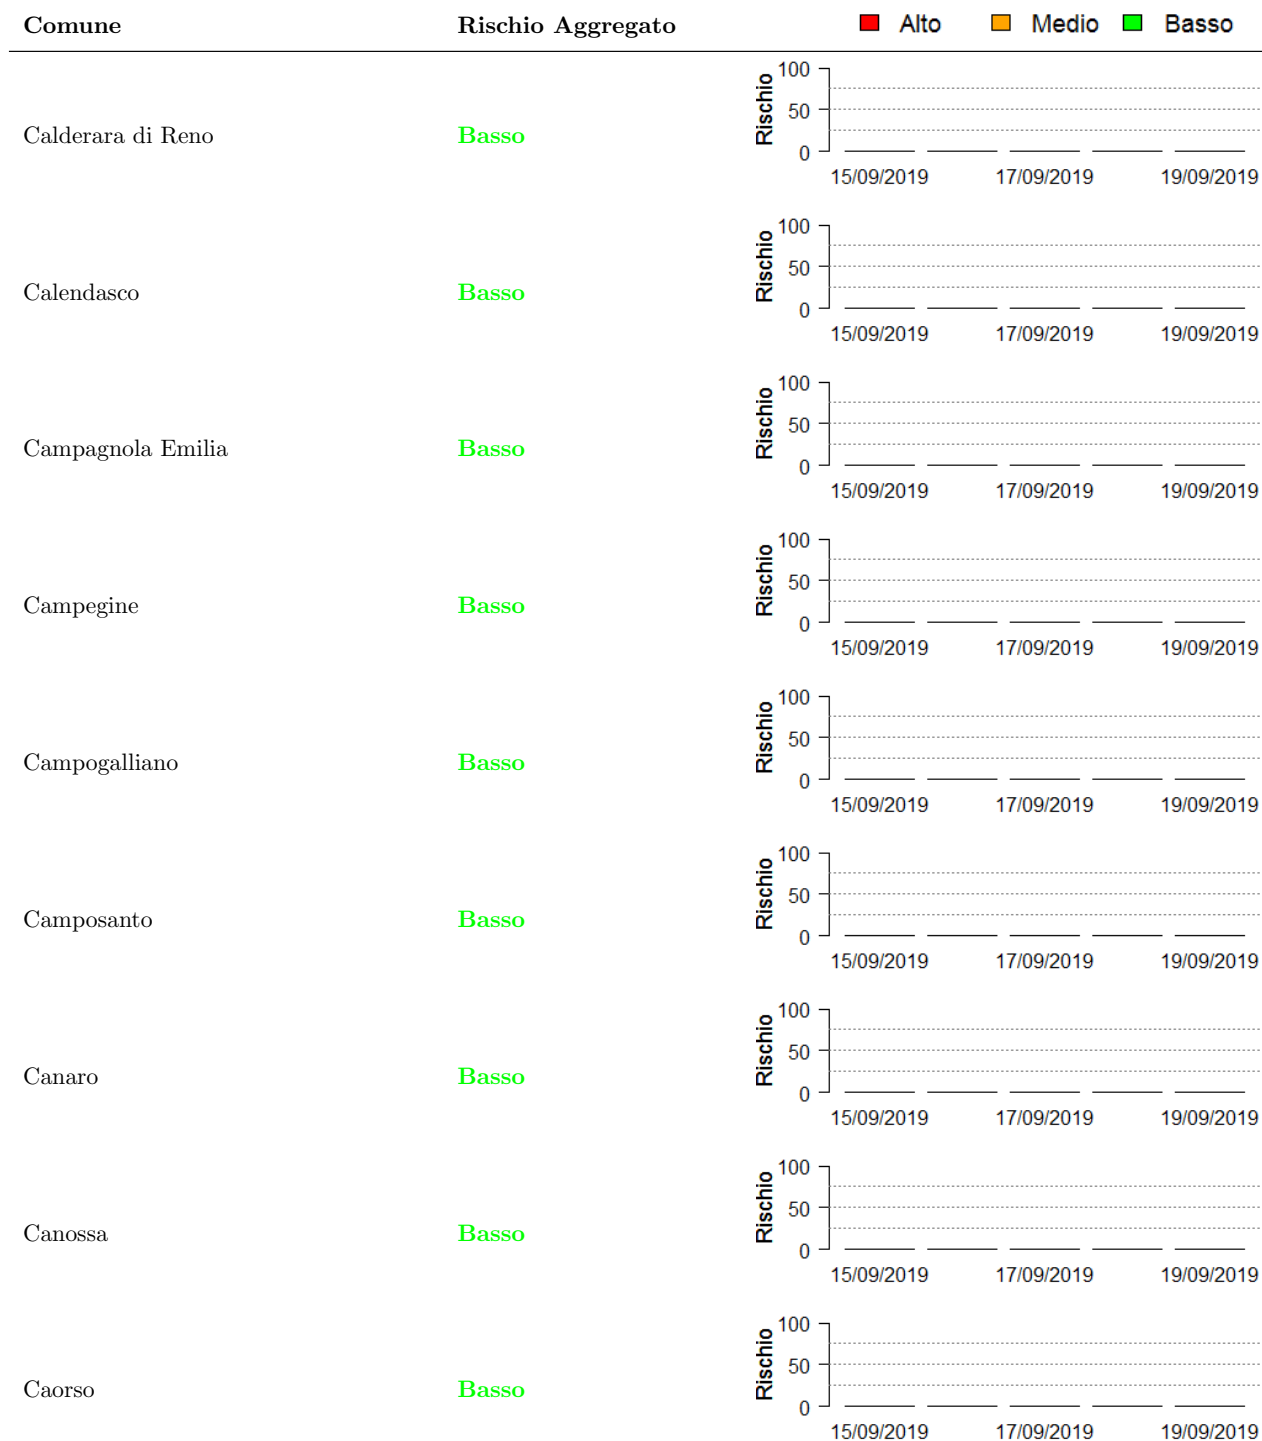 Comune Rischio Aggregato Alto Medio Basso
100
50
0
Rischio
Calderara di Reno Basso
15/09/2019 17/09/2019 19/09/2019
100
50
0
Rischio
Calendasco Basso
15/09/2019 17/09/2019 19/09/2019
100
50
0
Rischio
Campagnola Emilia Basso
15/09/2019 17/09/2019 19/09/2019
100
50
0
Rischio
Campegine Basso
15/09/2019 17/09/2019 19/09/2019
100
50
0
Rischio
Campogalliano Basso
15/09/2019 17/09/2019 19/09/2019
100
50
0
Rischio
Camposanto Basso
15/09/2019 17/09/2019 19/09/2019
100
50
0
Rischio
Canaro Basso
15/09/2019 17/09/2019 19/09/2019
100
50
0
Rischio
Canossa Basso
15/09/2019 17/09/2019 19/09/2019
100
50
0
Rischio
Caorso Basso
15/09/2019 17/09/2019 19/09/2019